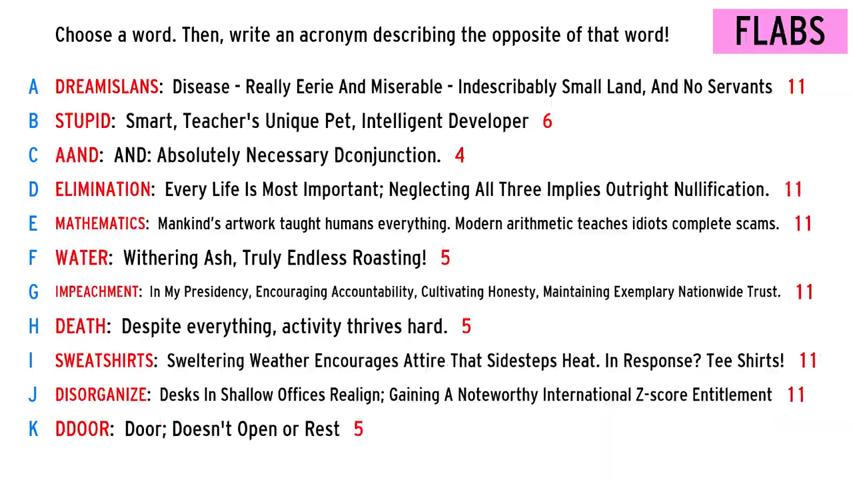 Choose a word. Then, write an acronym describing the opposite of that word!
FLABS
A DREAMISLANS: Disease - Really Eerie And Miserable - Indescribably Small Land, And No Servants 11
B STUPID: Smart, Teacher's Unique Pet, Intelligent Developer 6
C AAND: AND: Absolutely Necessary Dconjunction. 4
D ELIMINATION: Every Life Is Most Important; Neglecting All Three Implies Outright Nullification. 11
E MATHEMATICS: Mankind's artwork taught humans everything. Modern arithmetic teaches idiots complete scams. 11
F WATER: Withering Ash, Truly Endless Roasting! 5
G IMPEACHMENT: In My Presidency, Encouraging Accountability, Cultivating Honesty, Maintaining Exemplary Nationwide Trust. 11
H DEATH: Despite everything, activity thrives hard. 5
I SWEATSHIRTS: Sweltering Weather Encourages Attire That Sidesteps Heat. In Response? Tee Shirts! 11
J DISORGANIZE: Desks In Shallow Offices Realign; Gaining A Noteworthy International Z-score Entitlement 11
K DDOOR: Door; Doesn't Open or Rest 5